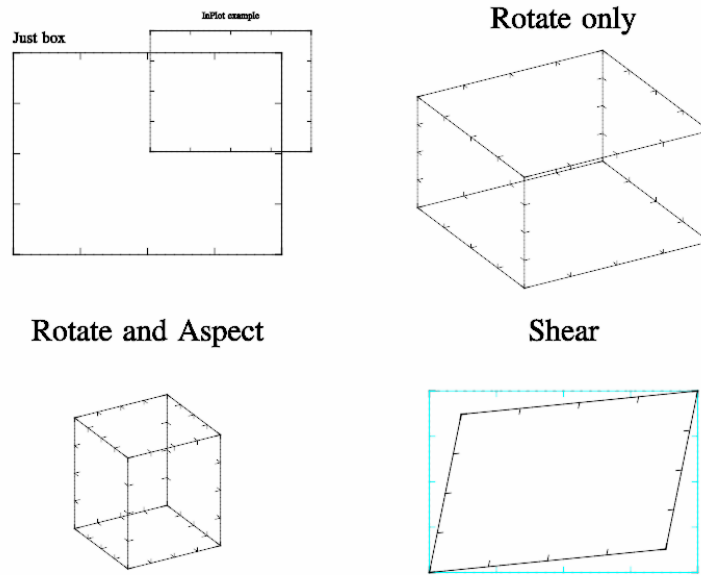 InPlot example
Just box
Rotate only
Rotate and Aspect
Shear